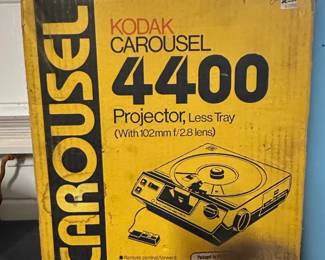 CAROUSEL
KODAK
CAROUSEL
4400
Projector, Less Tray
(With 102mm f/2.8 lens)